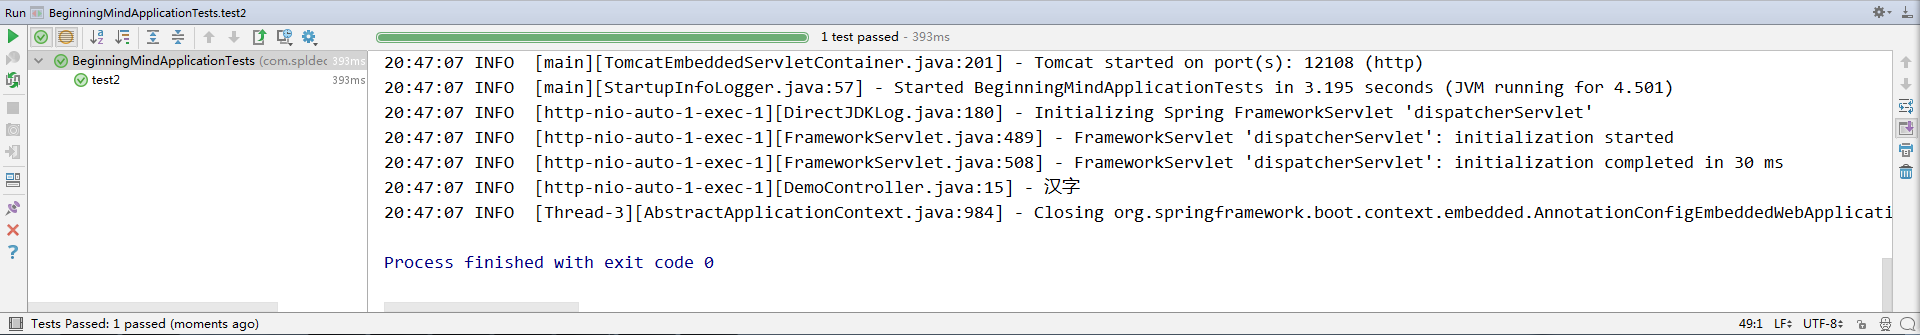 Run BeginningMindApplicationTests.test2
1 test passed - 393ms
BeginningMindApplicationTests (com.spldec 393ms
test2 393ms
20:47:07 INFO  [main][TomcatEmbeddedServletContainer.java:201] - Tomcat started on port(s): 12108 (http)
20:47:07 INFO  [main][StartupInfoLogger.java:57] - Started BeginningMindApplicationTests in 3.195 seconds (JVM running for 4.501)
20:47:07 INFO  [http-nio-auto-1-exec-1][DirectJDKLog.java:180] - Initializing Spring FrameworkServlet 'dispatcherServlet'
20:47:07 INFO  [http-nio-auto-1-exec-1][FrameworkServlet.java:489] - FrameworkServlet 'dispatcherServlet': initialization started
20:47:07 INFO  [http-nio-auto-1-exec-1][FrameworkServlet.java:508] - FrameworkServlet 'dispatcherServlet': initialization completed in 30 ms
20:47:07 INFO  [http-nio-auto-1-exec-1][DemoController.java:15] - 汉字
20:47:07 INFO  [Thread-3][AbstractApplicationContext.java:984] - Closing org.springframework.boot.context.embedded.AnnotationConfigEmbeddedWebApplicati
Process finished with exit code 0
Tests Passed: 1 passed (moments ago) 49:1 LF UTF-8